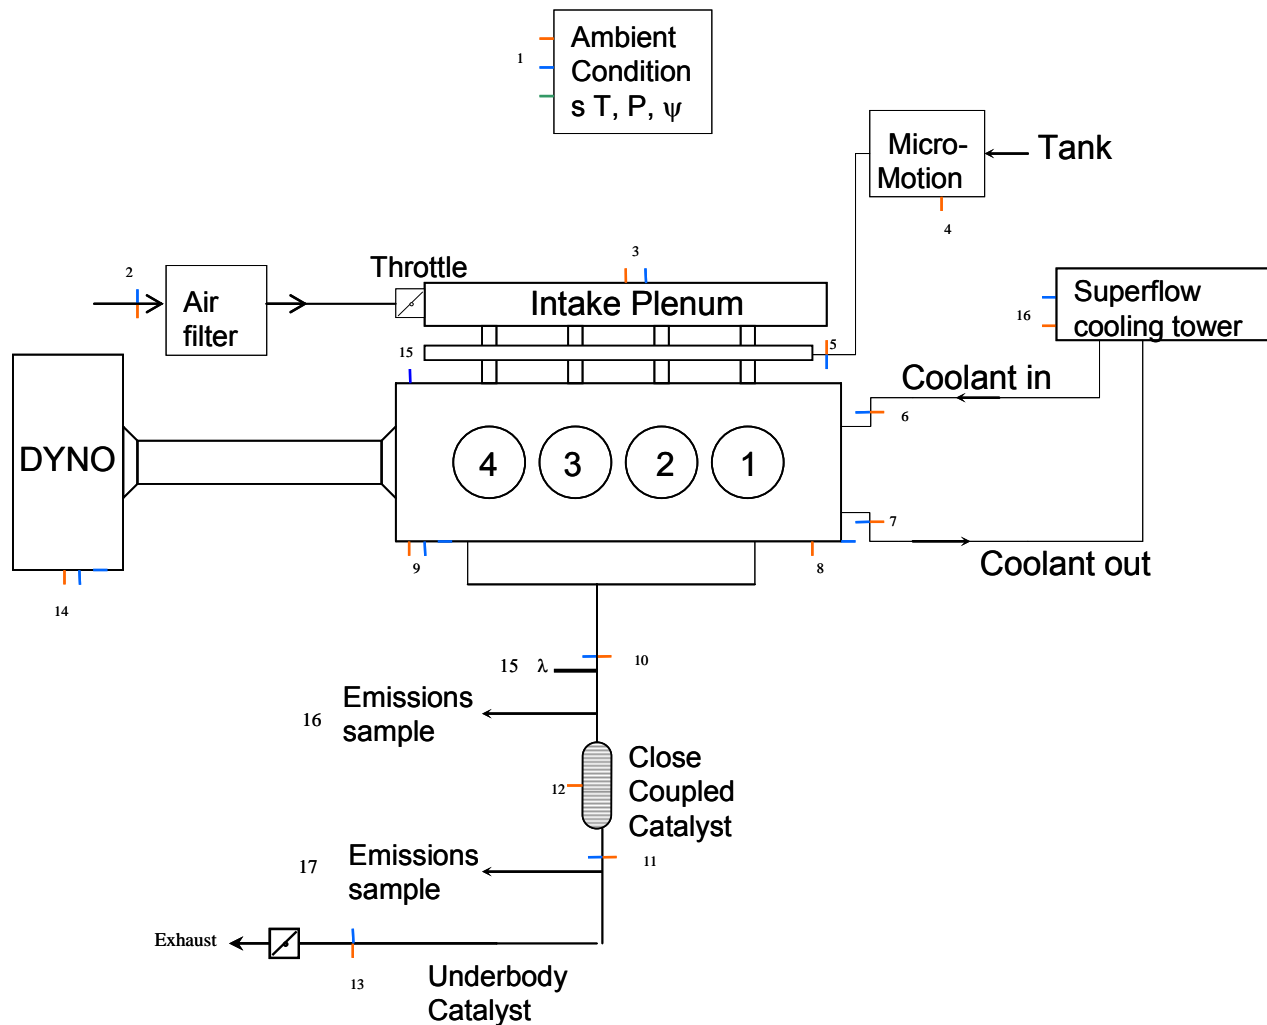 Ambient
1
Condition
s T, P, ψ
Micro-
Motion
Tank
4
2
Air
filter
Throttle
3
Intake Plenum
Superflow
16
cooling tower
15
5
Coolant in
6
DYNO
4
3
2
1
7
Coolant out
9
8
14
15 λ
10
Emissions
16
sample
Close
Coupled
Catalyst
12
Emissions
17
sample
11
Exhaust
13
Underbody
Catalyst